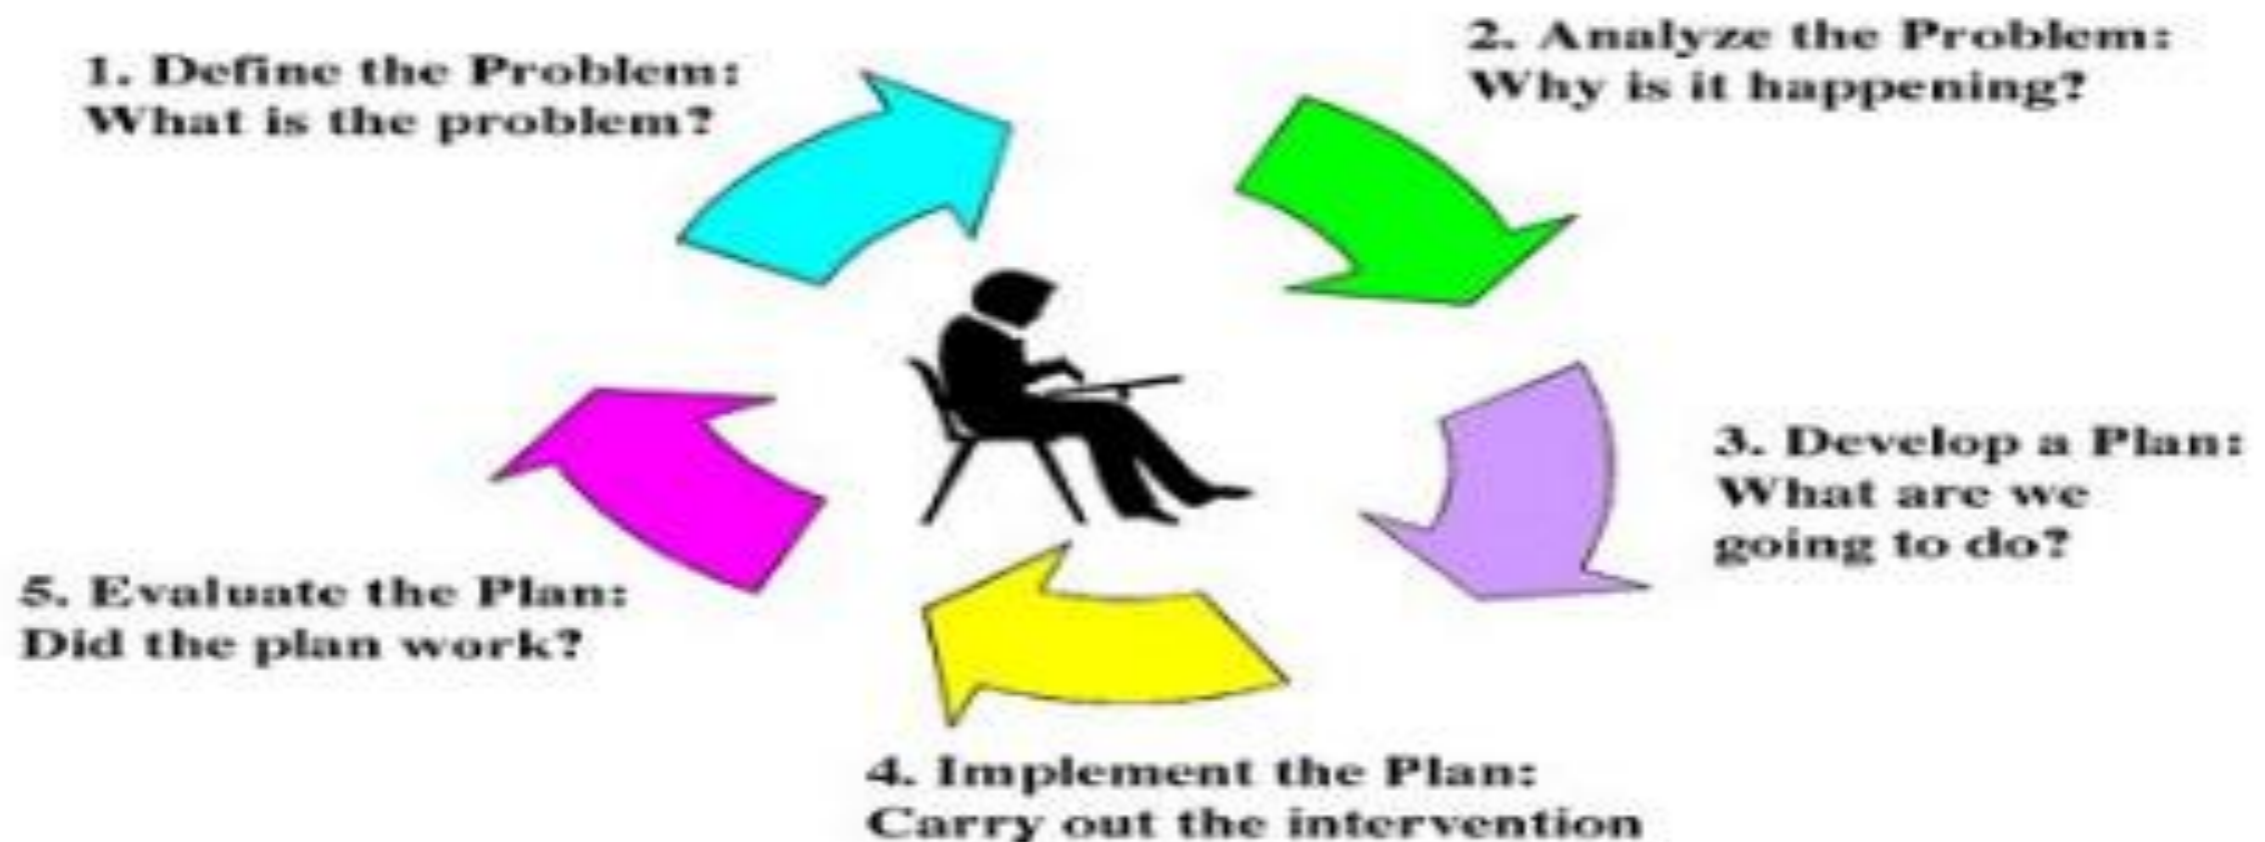 1. Define the Problem:
What is the problem?
2. Analyze the Problem:
Why is it happening?
3. Develop a Plan:
What are we
going to do?
4. Implement the Plan:
Carry out the intervention
5. Evaluate the Plan:
Did the plan work?